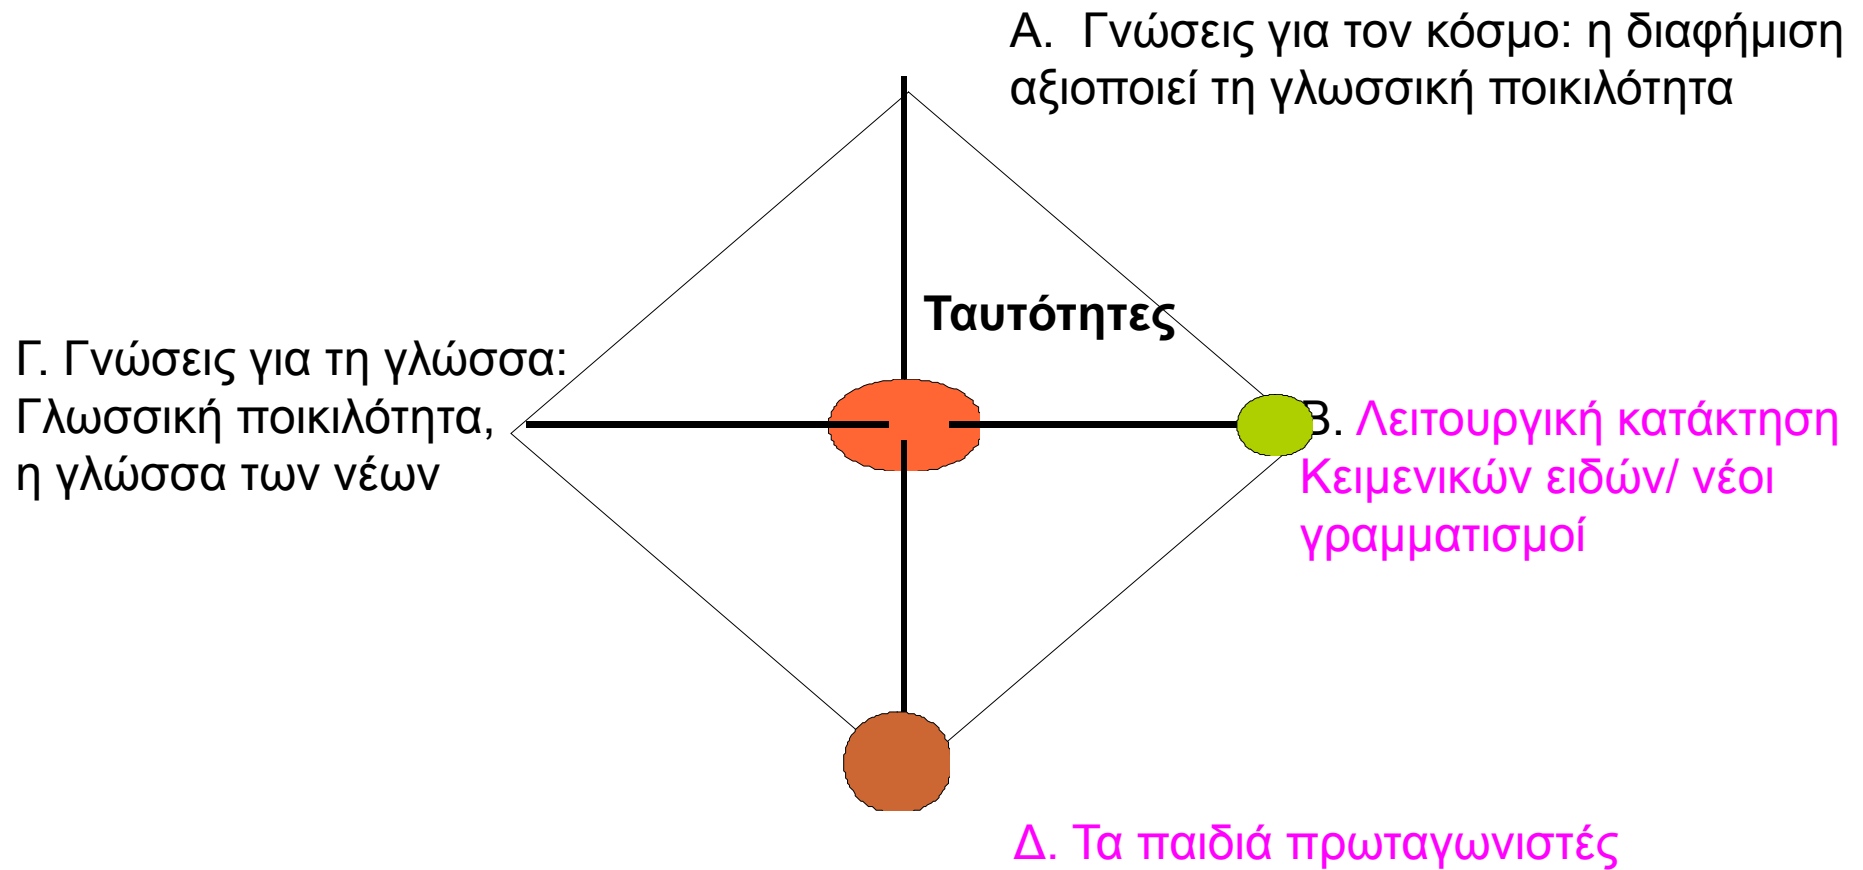 Α. Γνώσεις για τον κόσμο: η διαφήμιση
αξιοποιεί τη γλωσσική ποικιλότητα
Ταυτότητες
Γ. Γνώσεις για τη γλώσσα:
Γλωσσική ποικιλότητα,
η γλώσσα των νέων
Β. Λειτουργική κατάκτηση
Κειμενικών ειδών/ νέοι
γραμματισμοί
Δ. Τα παιδιά πρωταγωνιστές